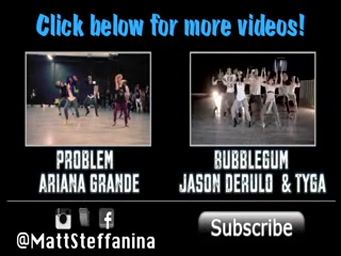 Click below for more videos!
PROBLEM
ARIANA GRANDE
BUBBLEGUM
JASON DERULO & TYGA
Subscribe
@MattSteffanina